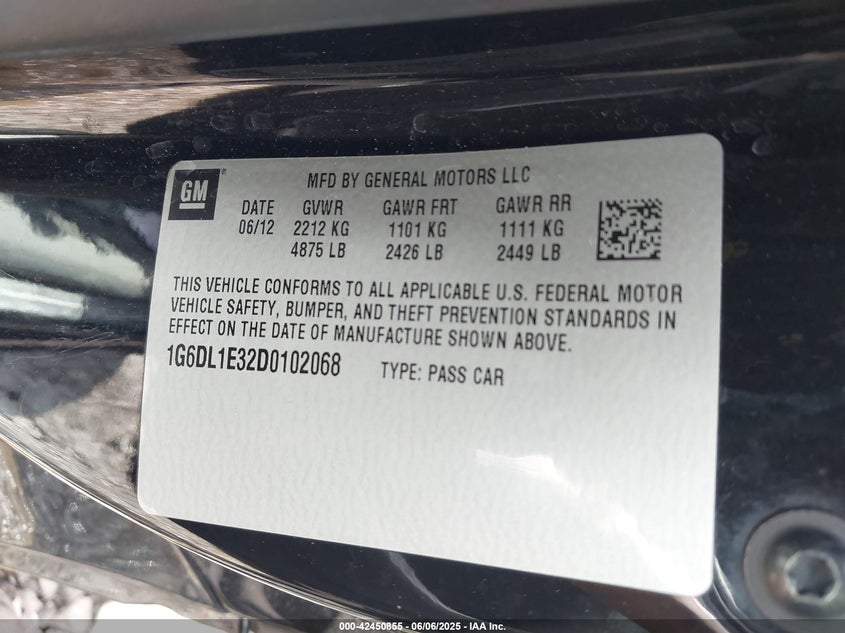 GM
MFD BY GENERAL MOTORS LLC
DATE GVWR GAWR FRT GAWR RR
06/12 2212 KG 1101 KG 1111 KG
4875 LB 2426 LB 2449 LB
THIS VEHICLE CONFORMS TO ALL APPLICABLE U.S. FEDERAL MOTOR
VEHICLE SAFETY, BUMPER, AND THEFT PREVENTION STANDARDS IN
EFFECT ON THE DATE OF MANUFACTURE SHOWN ABOVE.
1G6DL1E32D0102068 TYPE: PASS CAR
000-42450855 - 06/06/2025 - IAA Inc.